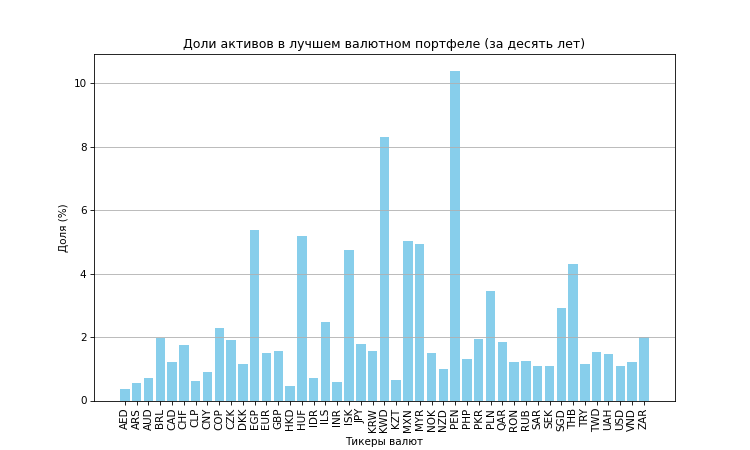 Доли активов в лучшем валютном портфеле (за десять лет)
Доля (%)
10
8
6
4
2
0
AED ARS AUD BRL CAD CHF CLP CNY COP CZK DKK EGP EUR GBP HKD HUF IDR ILS INR ISK JPY KRW KWD KZT MXN MYR NOK NZD PEN PHP PKR PLN QAR RON RUB SAR SEK SGD THB TRY TWD UAH USD VND ZAR
Тикеры валют